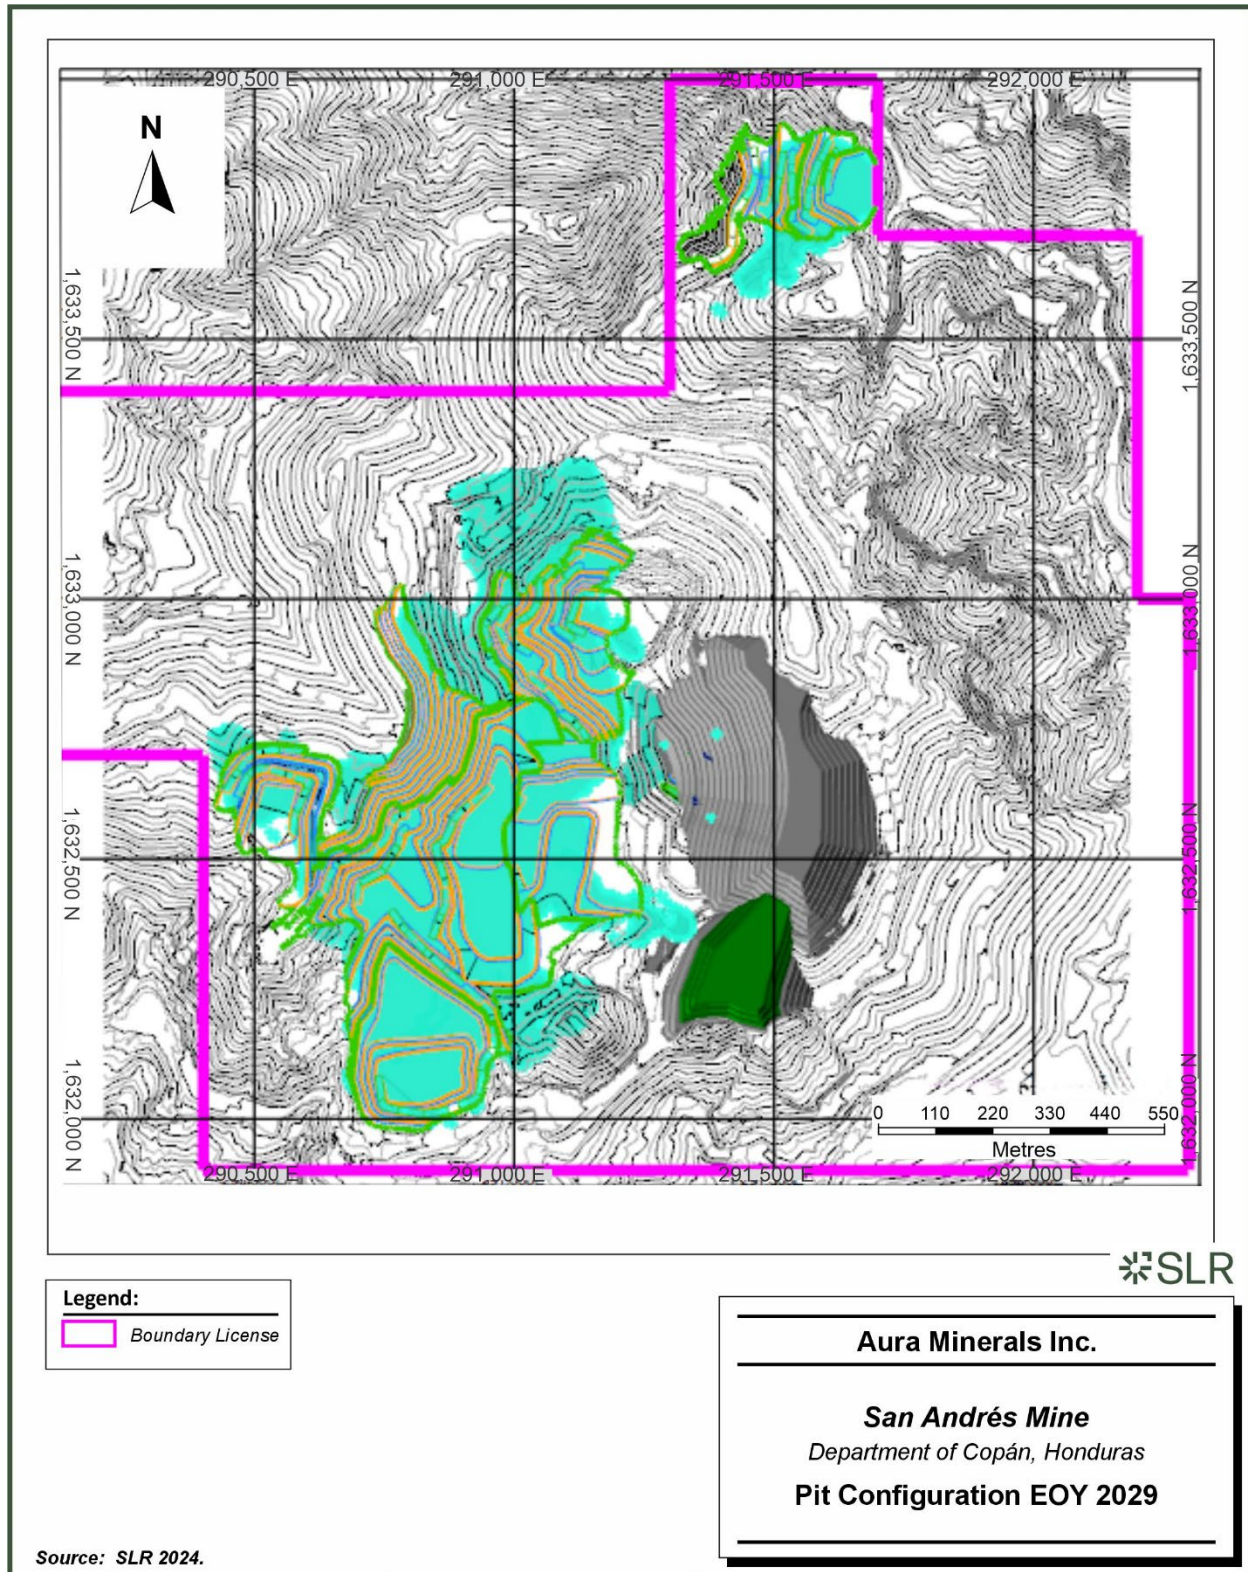 290,500 E
291,000 E
291,500 E
292,000 E
N
1,633,500 N
1,633,500 N
1,633,000 N
1,633,000 N
1,632,500 N
1,632,500 N
1,632,000 N
1,632,000 N
0 110 220 330 440 550
Metres
290,500 E
291,000 E
291,500 E
292,000 E
SLR
Legend:
Boundary License
Aura Minerals Inc.
San Andrés Mine
Department of Copán, Honduras
Pit Configuration EOY 2029
Source: SLR 2024.